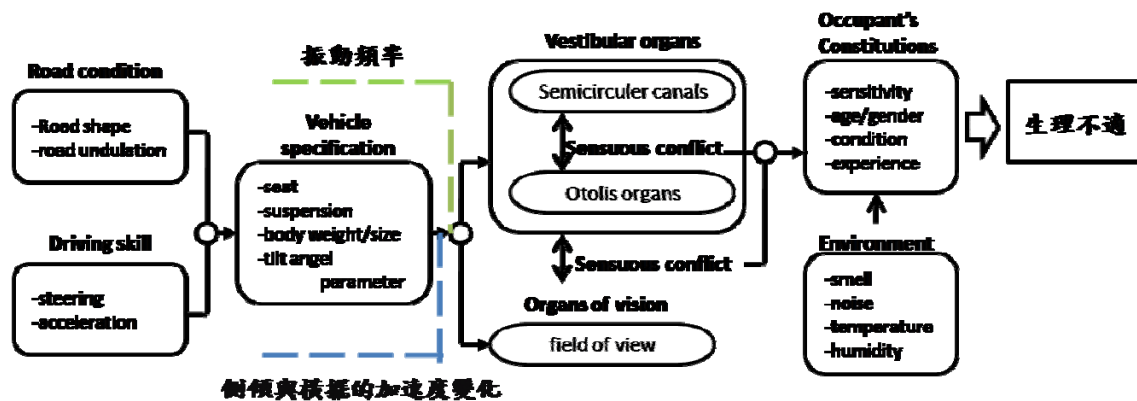 Road condition
-Road shape
-road undulation
Driving skill
-steering
-acceleration
振動頻率
Vehicle
specification
-seat
-suspension
-body weight/size
-tilt angel
parameter
側傾與橫搖的加速度變化
Vestibular organs
Semicirculer canals
Sensuous conflict
Otolis organs
Sensuous conflict
Organs of vision
field of view
Occupant's
Constitutions
-sensitivity
-age/gender
-condition
-experience
Environment
-smell
-noise
-temperature
-humidity
生理不適